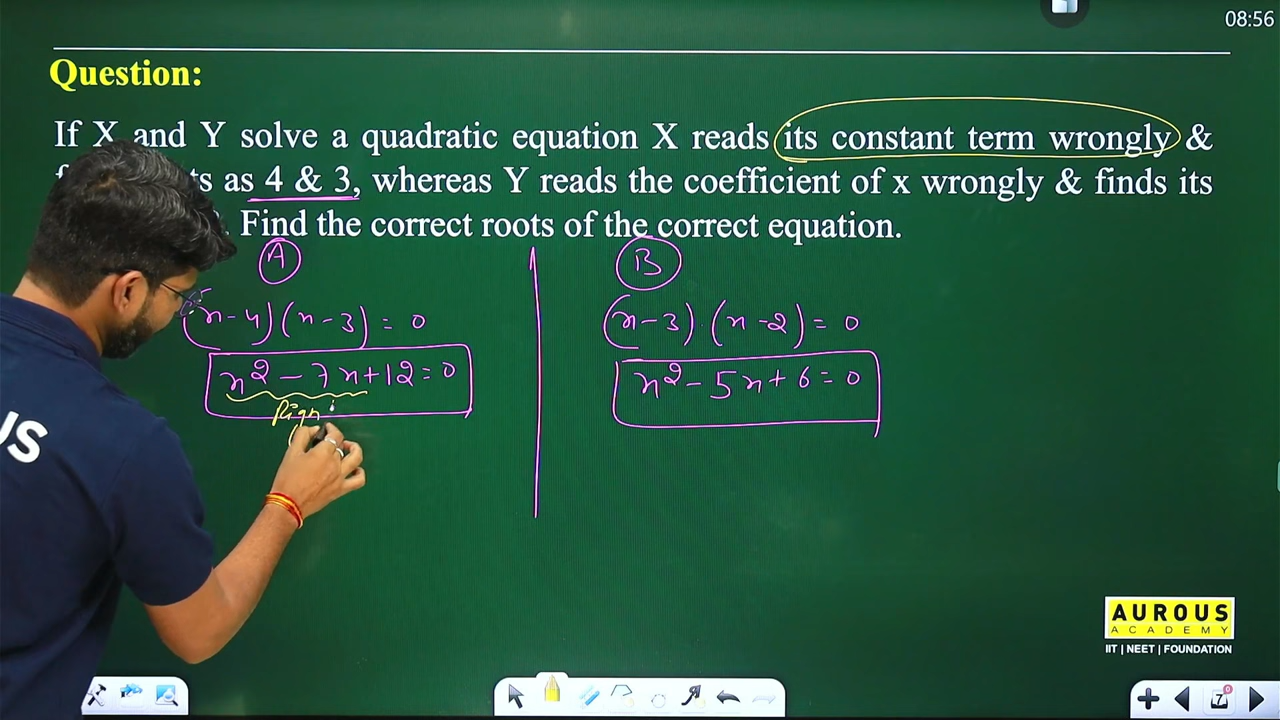 08:56
Question:
If X and Y solve a quadratic equation X reads its constant term wrongly &
as 4 & 3, whereas Y reads the coefficient of x wrongly & finds its
Find the correct roots of the correct equation.
A
B
(x-4)(x-3) = 0
(x-3).(x-2) = 0
x² - 7x+12=0
x² - 5x+6=0
US
AUROUS
ACADEMY
IIT | NEET | FOUNDATION
7